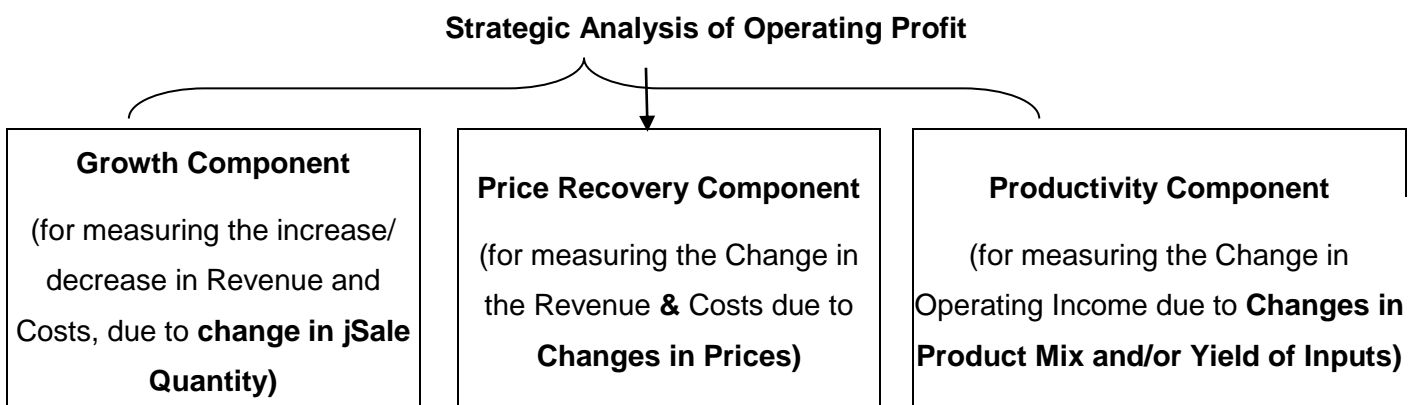 Strategic Analysis of Operating Profit
Growth Component
(for measuring the increase/
decrease in Revenue and
Costs, due to change in jSale
Quantity)
Price Recovery Component
(for measuring the Change in
the Revenue & Costs due to
Changes in Prices)
Productivity Component
(for measuring the Change in
Operating Income due to Changes in
Product Mix and/or Yield of Inputs)